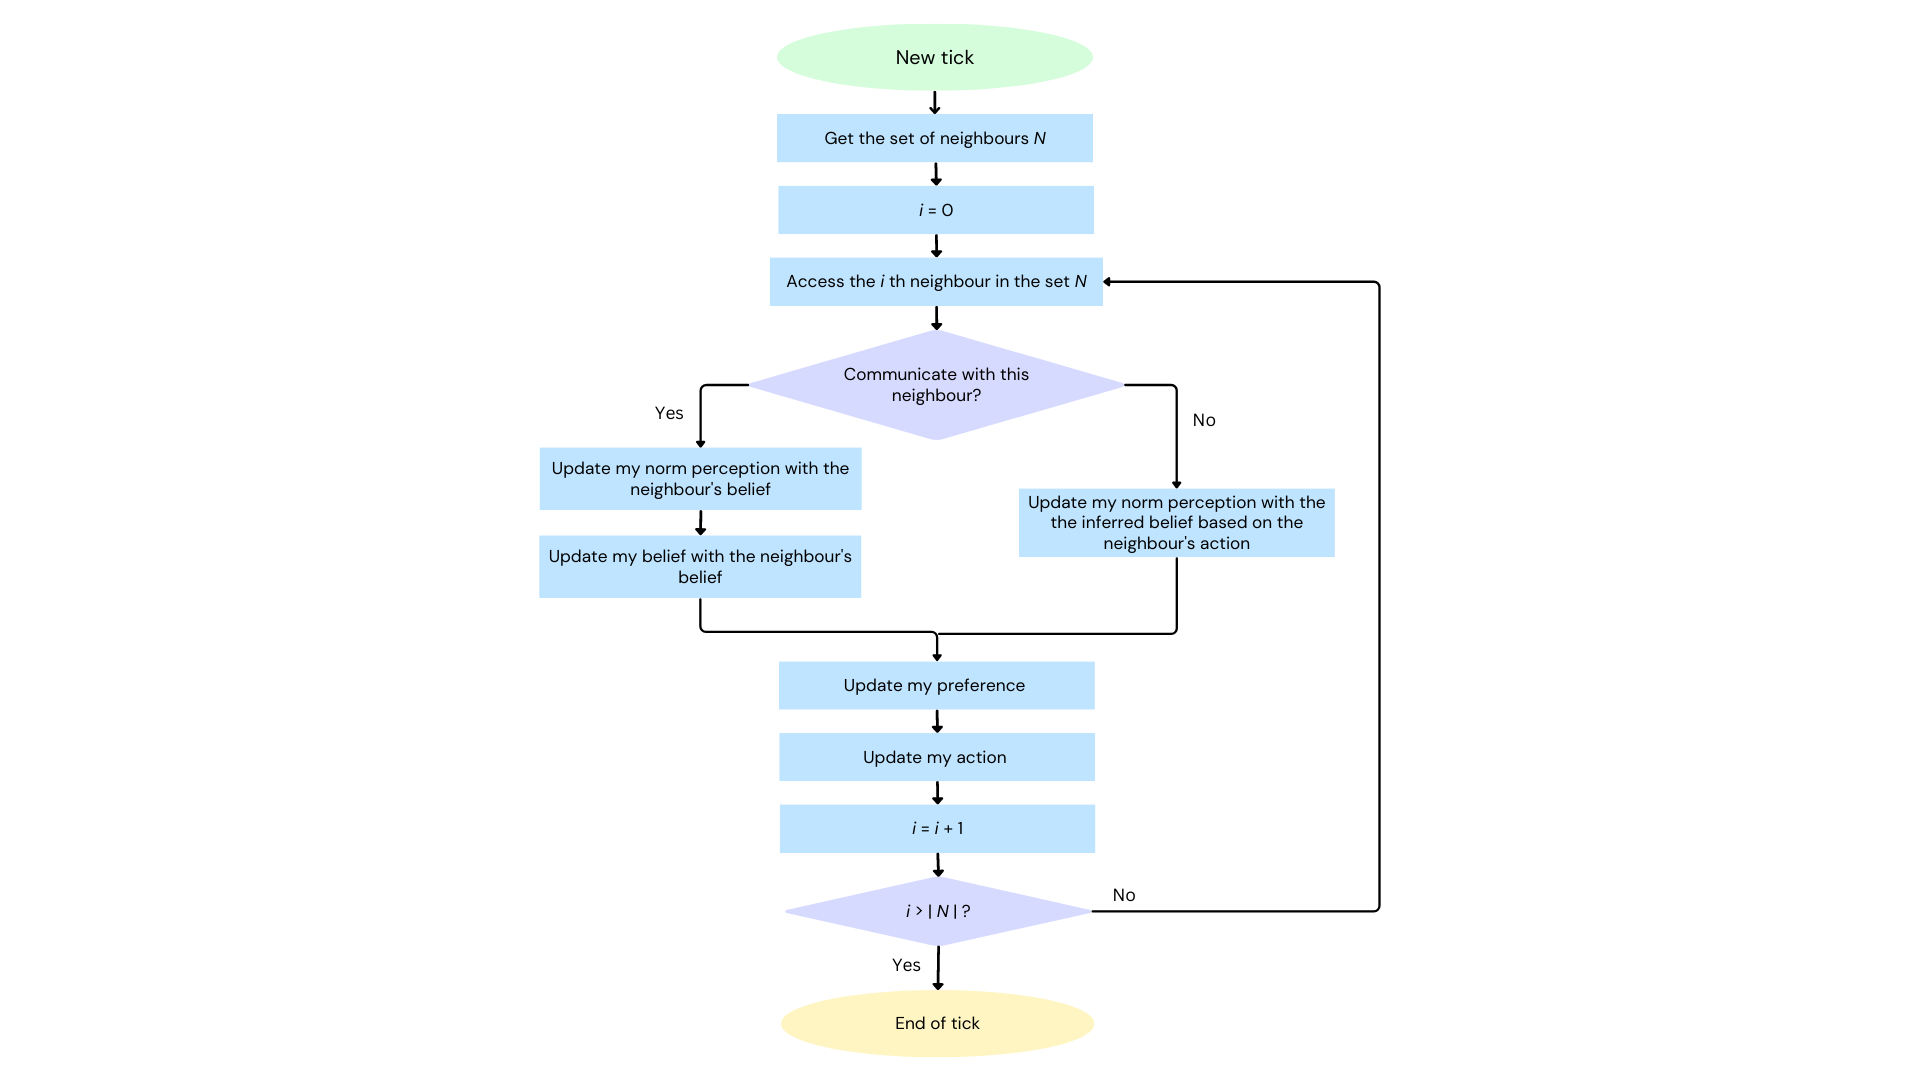 New tick
Get the set of neighbours N
i = 0
Access the i th neighbour in the set N
Communicate with this
neighbour?
Yes
No
Update my norm perception with the
neighbour's belief
Update my norm perception with the
the inferred belief based on the
neighbour's action
Update my belief with the neighbour's
belief
Update my preference
Update my action
i = i + 1
i > | N | ?
No
Yes
End of tick